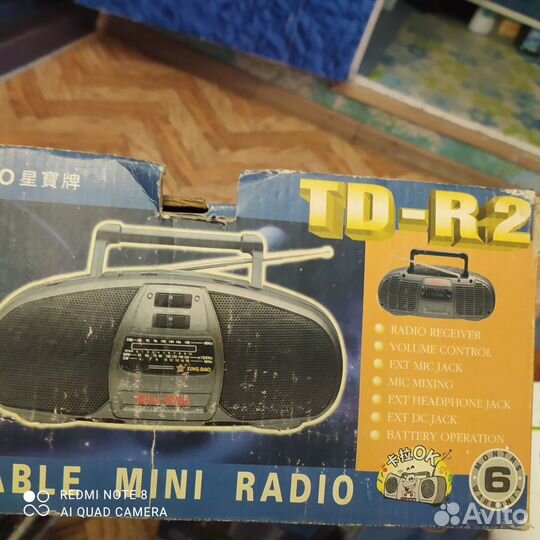 O 星寶牌
TD-R2
XING BAO
RADIO RECEIVER
VOLUME CONTROL
EXT MIC JACK
MIC MIXING
EXT HEADPHONE JACK
EXT DC JACK
BATTERY OPERATION
卡拉OK
MONTHS
6
WARRANTY
ABLE MINI RADIO
REDMI NOTE 8
AI QUAD CAMERA
Avito